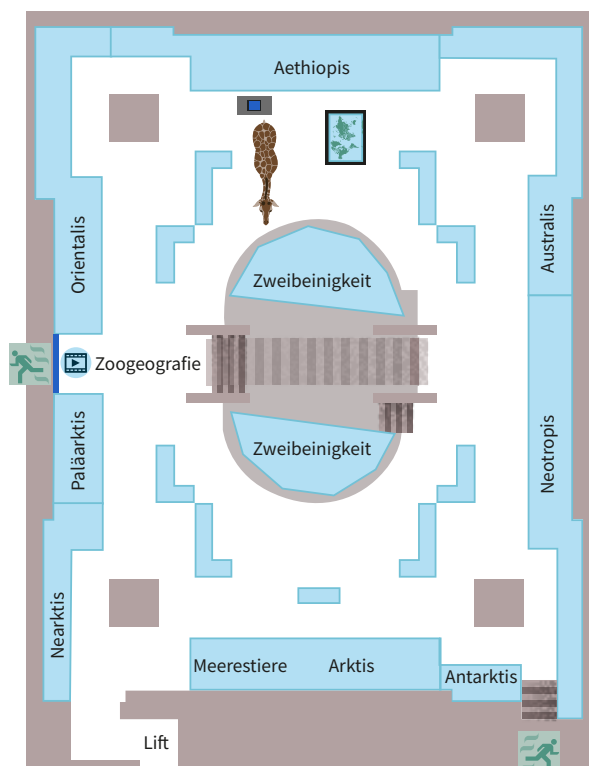 Aethiopis
Orientalis
Australis
Zweibeinigkeit
Zoogeografie
Paläarktis
Zweibeinigkeit
Neotropis
Nearktis
Meerestiere
Arktis
Antarktis
Lift